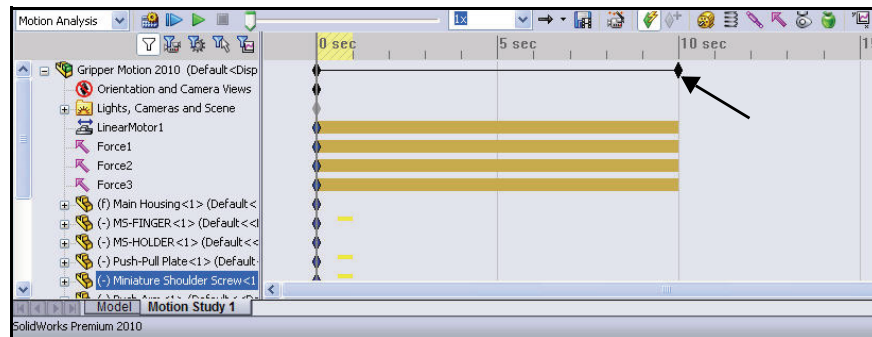 Motion Analysis 1x
0 sec 5 sec 10 sec
Gripper Motion 2010 (Default<Disp
Orientation and Camera Views
Lights, Cameras and Scene
LinearMotor1
Force1
Force2
Force3
(f) Main Housing<1> (Default<
(-) MS-FINGER<1> (Default<<I
(-) MS-HOLDER<1> (Default<<
(-) Push-Pull Plate<1> (Default
(-) Miniature Shoulder Screw<1
Model Motion Study 1
SolidWorks Premium 2010